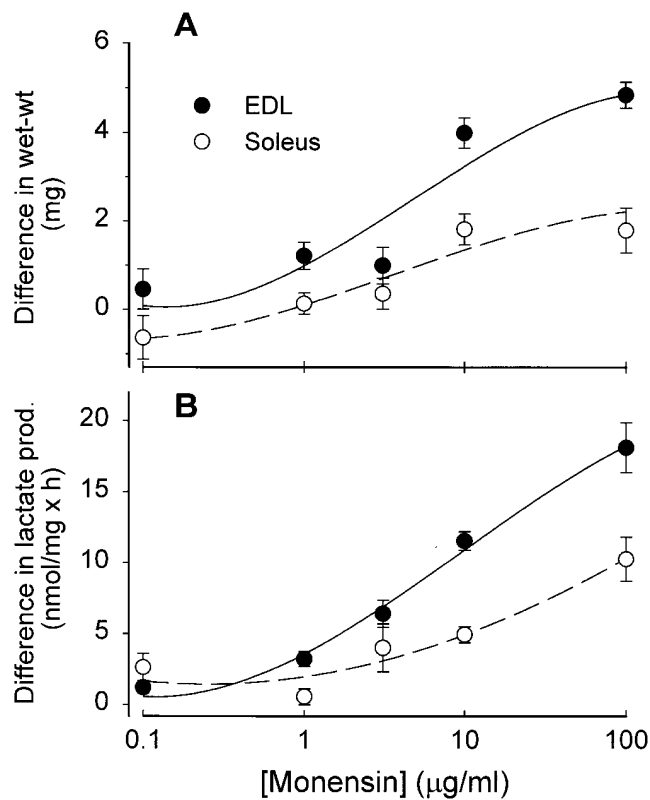 A
6
4
2
0
Difference in wet-wt
(mg)
EDL
Soleus
B
20
15
10
5
0
Difference in lactate prod.
(nmol/mg x h)
0.1 1 10 100
[Monensin] (μg/ml)